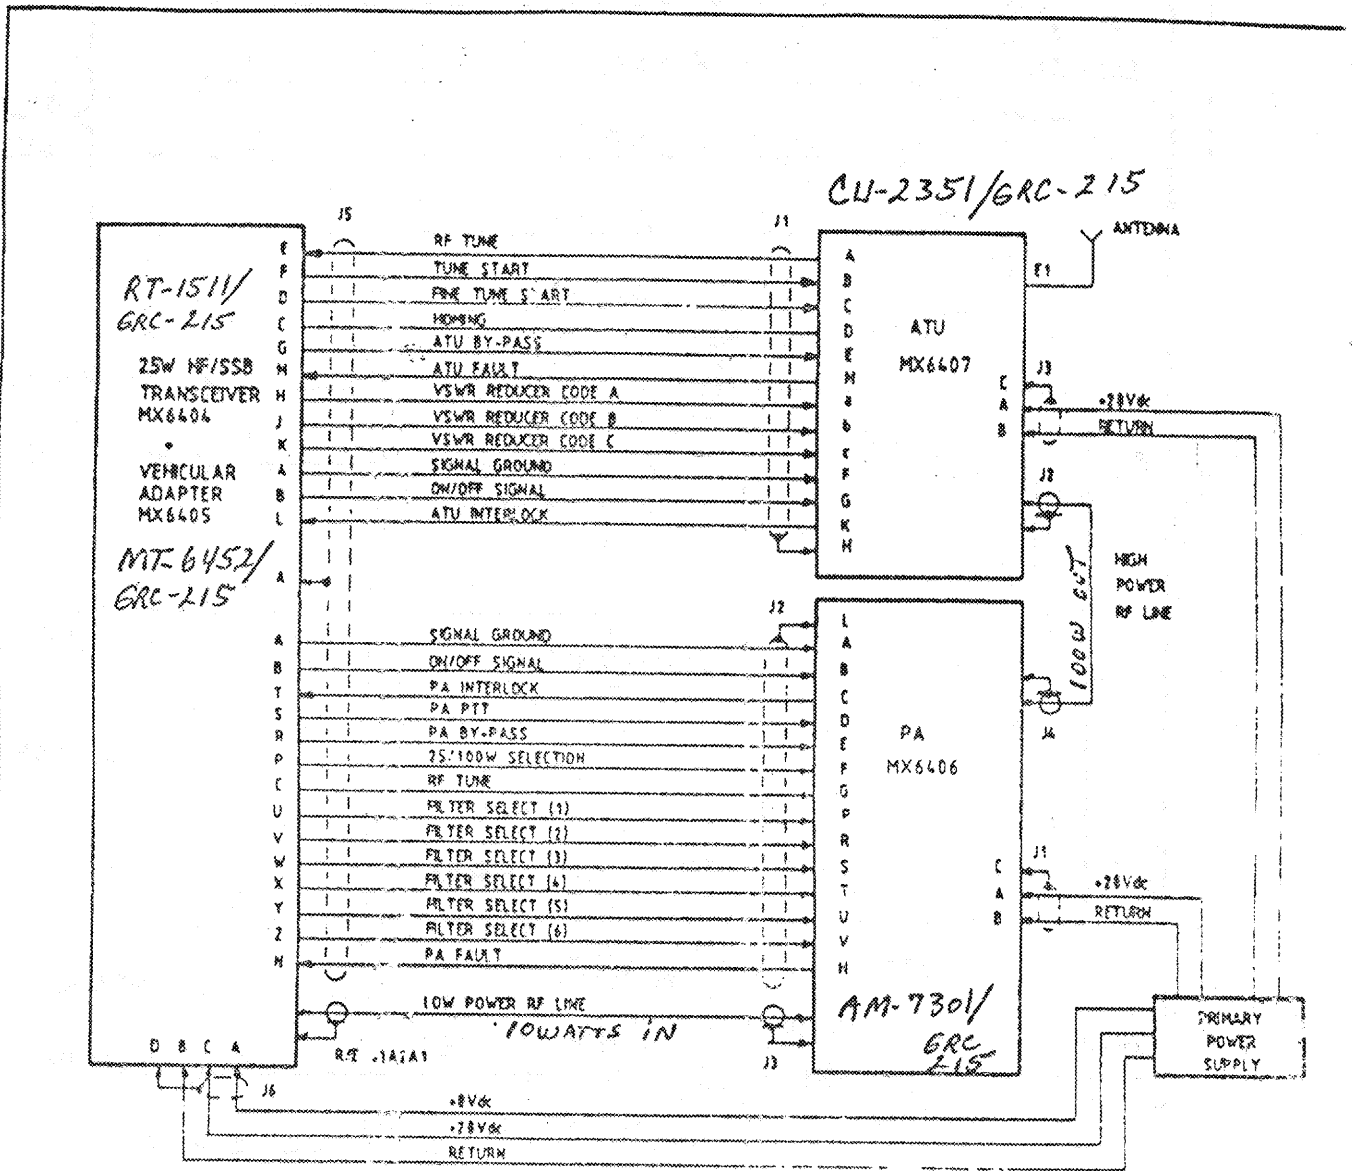 CU-2351/GRC-215
J5
J1
ANTENNA
RT-1511/
GRC-215
25W HF/SSB
TRANSCEIVER
MX6404
•
VEHICULAR
ADAPTER
MX6405
MT-6452/
GRC-215
E RF TUNE A
F TUNE START B
D FINE TUNE START C
C HOMING D
G ATU BY-PASS E
M ATU FAULT M
H VSWR REDUCER CODE A a
J VSWR REDUCER CODE B b
K VSWR REDUCER CODE C c
A SIGNAL GROUND F
B ON/OFF SIGNAL G
L ATU INTERLOCK K
H
A
E1
ATU
MX6407
J3
C
A +28Vdc
B RETURN
J2
HIGH
POWER
RF LINE
100W OUT
J2
L
A SIGNAL GROUND A
B ON/OFF SIGNAL B
T PA INTERLOCK C
S PA PTT D
R PA BY-PASS E
P 25/100W SELECTION F
C RF TUNE G
U FILTER SELECT (1) P
V FILTER SELECT (2) R
W FILTER SELECT (3) S
X FILTER SELECT (4) T
Y FILTER SELECT (5) U
Z FILTER SELECT (6) V
N PA FAULT H
PA
MX6406
J4
J1
C
A +28Vdc
B RETURN
LOW POWER RF LINE
10WATTS IN
J3
AM-7301/
GRC
215
PRIMARY
POWER
SUPPLY
D B C A
J6
+8Vdc
+28Vdc
RETURN